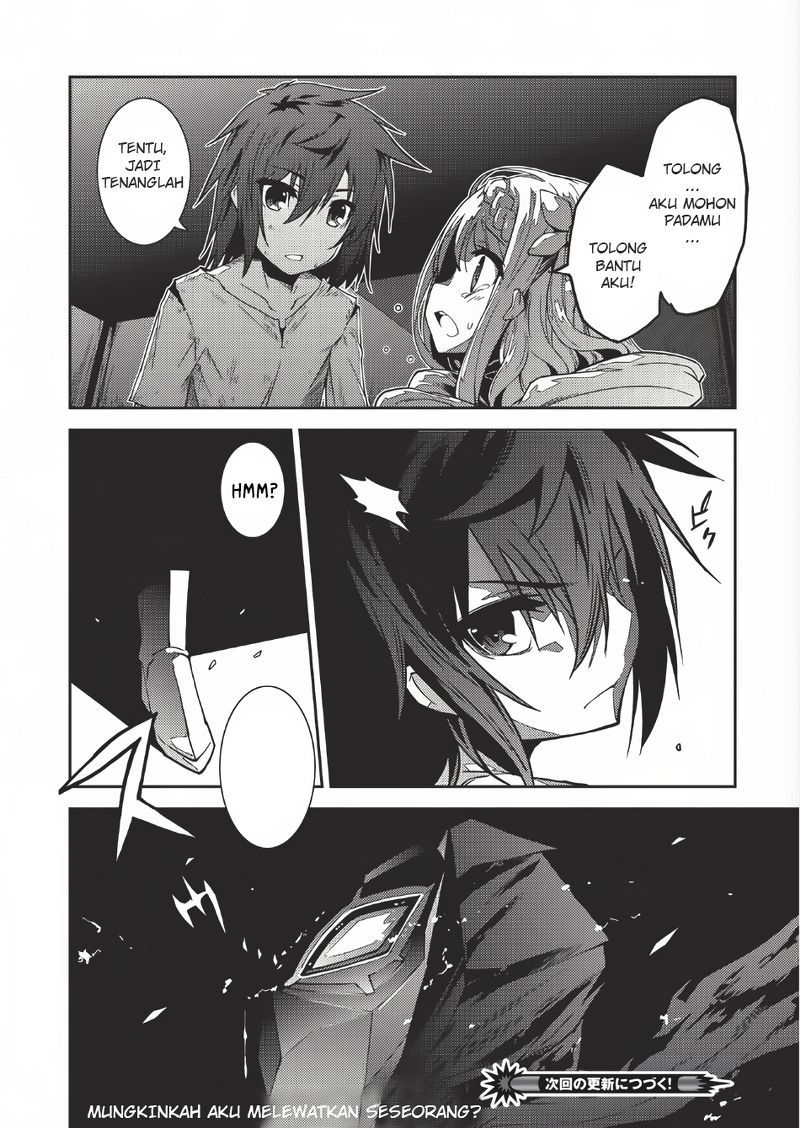 TOLONG
...
AKU MOHON
PADAMU
...
TOLONG
BANTU
AKU!
TENTU,
JADI
TENANGLAH
HMM?
次回の更新につづく!
MUNGKINKAH AKU MELEWATKAN SESEORANG?